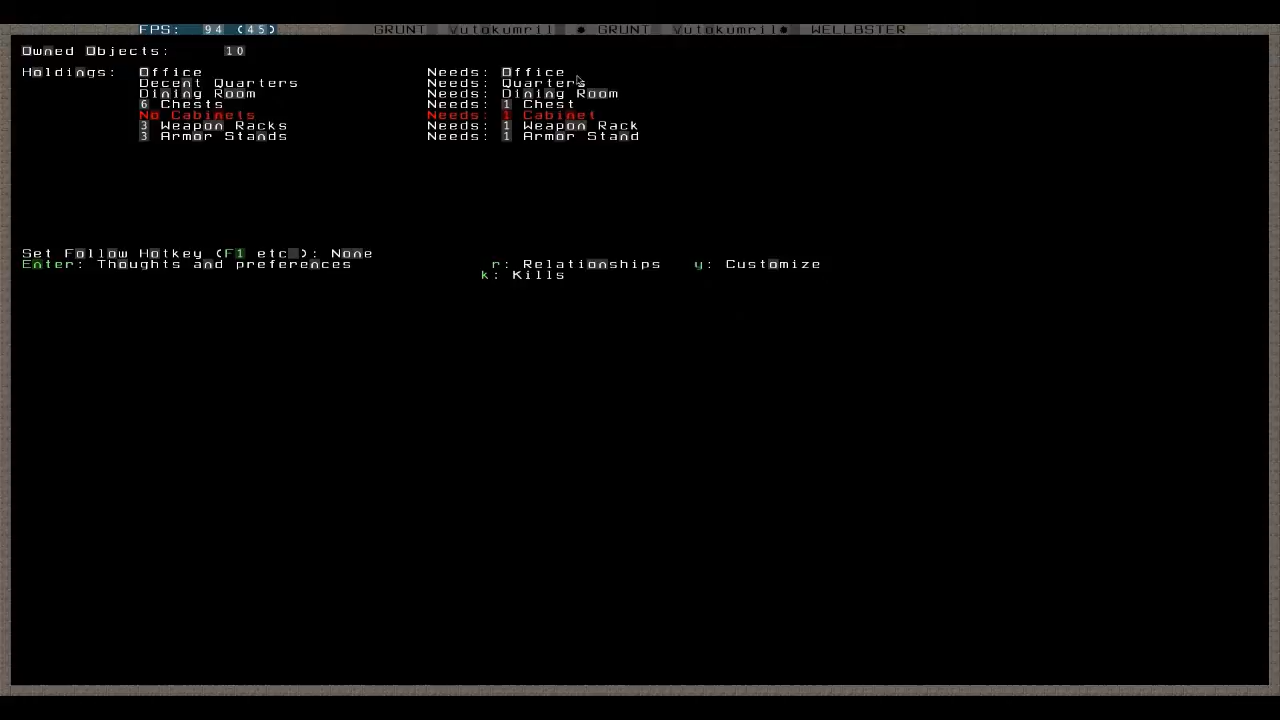 FPS: 94 (45) GRUNT Vutokumril ● GRUNT Vutokumril● WELLBSTER
Owned Objects: 10
Holdings: Office Needs: Office
Decent Quarters Needs: Quarters
Dining Room Needs: Dining Room
6 Chests Needs: 1 Chest
No Cabinets Needs: 1 Cabinet
3 Weapon Racks Needs: 1 Weapon Rack
3 Armor Stands Needs: 1 Armor Stand
Set Follow Hotkey (F1 etc ): None
Enter: Thoughts and preferences r: Relationships y: Customize
k: Kills